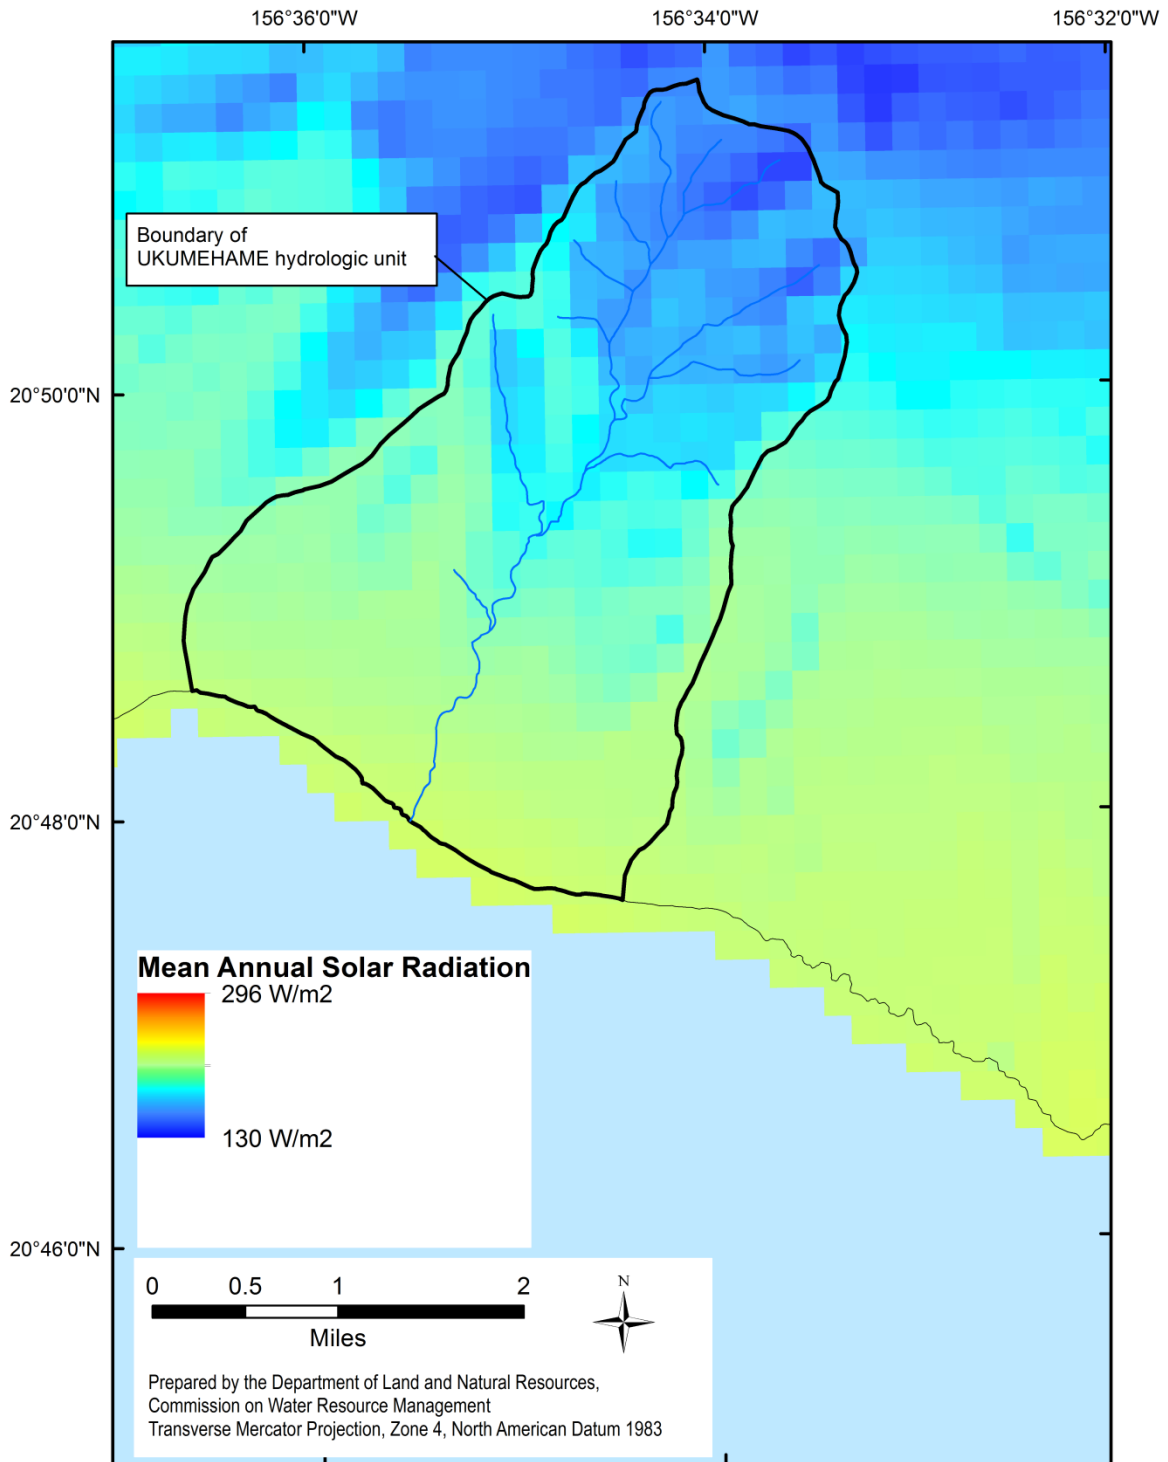 156°36'0"W 156°34'0"W 156°32'0"W
Boundary of
UKUMEHAME hydrologic unit
20°50'0"N
20°48'0"N
Mean Annual Solar Radiation
296 W/m2
130 W/m2
20°46'0"N
0 0.5 1 2
N
Miles
Prepared by the Department of Land and Natural Resources,
Commission on Water Resource Management
Transverse Mercator Projection, Zone 4, North American Datum 1983